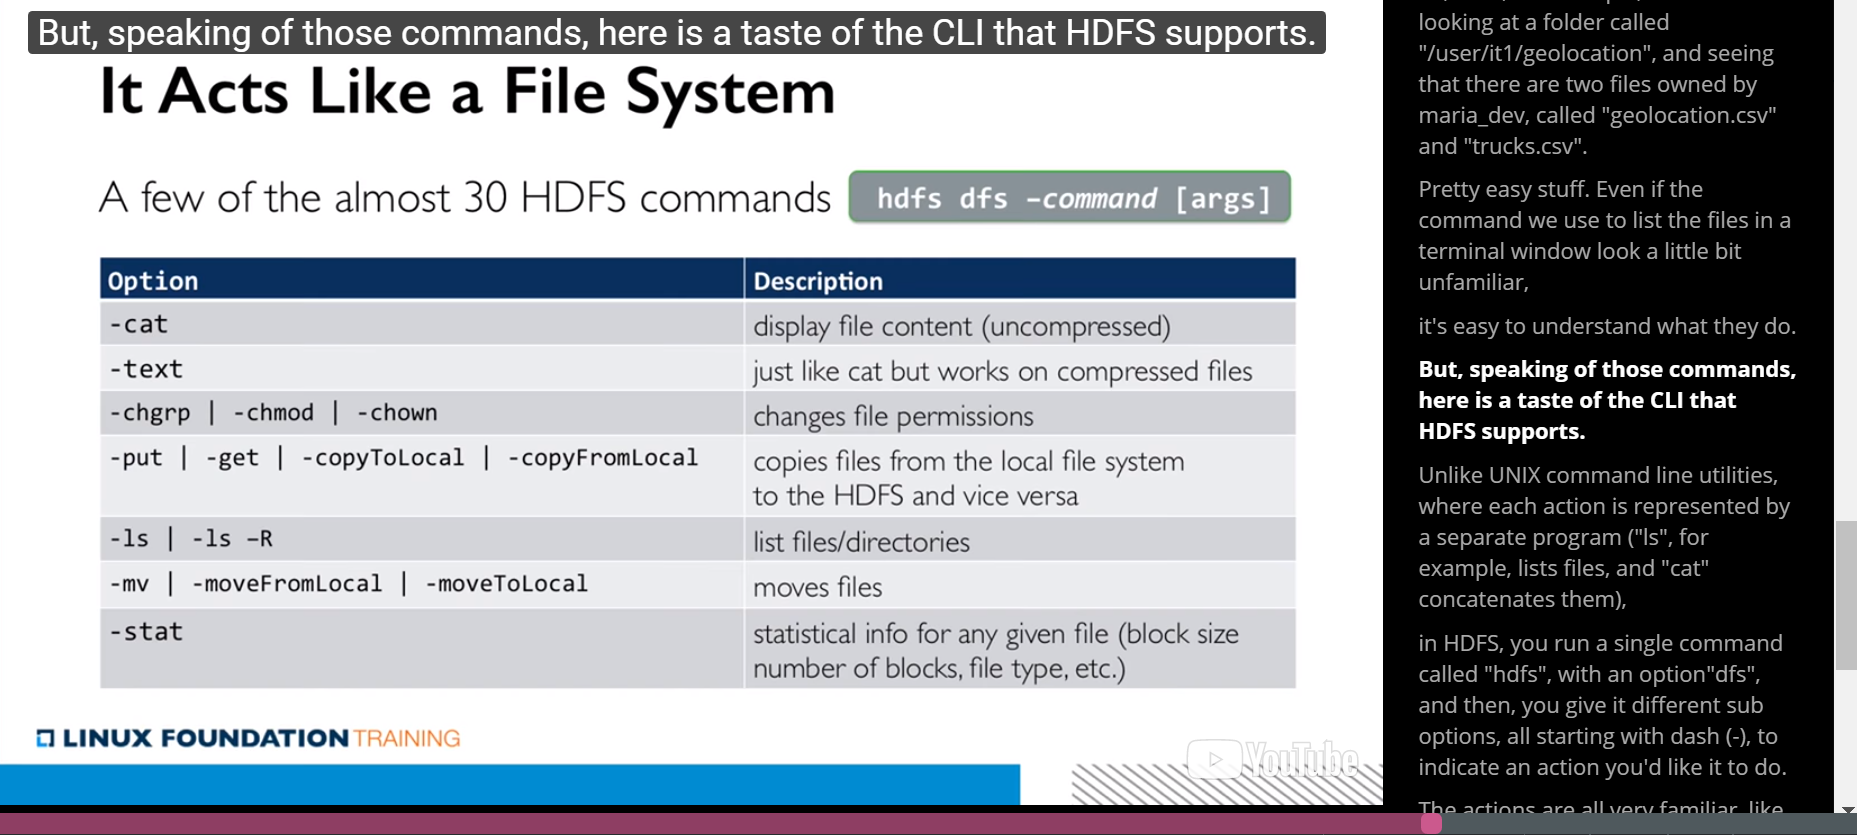 But, speaking of those commands, here is a taste of the CLI that HDFS supports.
It Acts Like a File System
A few of the almost 30 HDFS commands
hdfs dfs –command [args]
Option Description
-cat display file content (uncompressed)
-text just like cat but works on compressed files
-chgrp | -chmod | -chown changes file permissions
-put | -get | -copyToLocal | -copyFromLocal copies files from the local file system
to the HDFS and vice versa
-ls | -ls –R list files/directories
-mv | -moveFromLocal | -moveToLocal moves files
-stat statistical info for any given file (block size
number of blocks, file type, etc.)
LINUX FOUNDATION TRAINING
YouTube
looking at a folder called
"/user/it1/geolocation", and seeing
that there are two files owned by
maria_dev, called "geolocation.csv"
and "trucks.csv".
Pretty easy stuff. Even if the
command we use to list the files in a
terminal window look a little bit
unfamiliar,
it's easy to understand what they do.
But, speaking of those commands,
here is a taste of the CLI that
HDFS supports.
Unlike UNIX command line utilities,
where each action is represented by
a separate program ("ls", for
example, lists files, and "cat"
concatenates them),
in HDFS, you run a single command
called "hdfs", with an option"dfs",
and then, you give it different sub
options, all starting with dash (-), to
indicate an action you'd like it to do.
The actions are all very familiar, like